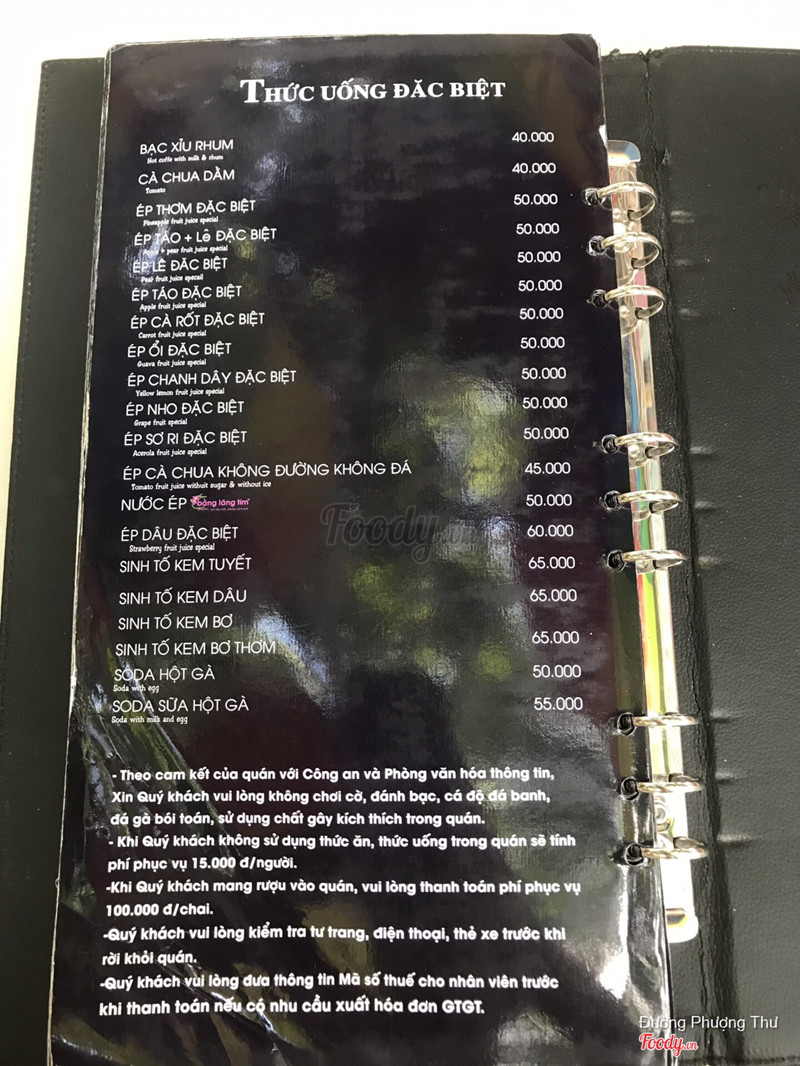 THỨC UỐNG ĐẶC BIỆT
BẠC XỈU RHUM 40.000
Hot coffe with milk & rhum
CÀ CHUA DẦM 40.000
Tomato
ÉP THƠM ĐẶC BIỆT 50.000
Pineapple fruit juice special
ÉP TÁO + Lê ĐẶC BIỆT 50.000
Apple + pear fruit juice special
ÉP LÊ ĐẶC BIỆT 50.000
Pear fruit juice specail
ÉP TÁO ĐẶC BIỆT 50.000
Apple fruit juice special
ÉP CÀ RỐT ĐẶC BIỆT 50.000
Carrot fruit juice special
ÉP ỔI ĐẶC BIỆT 50.000
Guava fruit juice special
ÉP CHANH DÂY ĐẶC BIỆT 50.000
Yellow lemon fruit juice special
ÉP NHO ĐẶC BIỆT 50.000
Grape fruit special
ÉP SƠ RI ĐẶC BIỆT 50.000
Acerola fruit juice special
ÉP CÀ CHUA KHÔNG ĐƯỜNG KHÔNG ĐÁ 45.000
Tomato fruit juice withuit sugar & without ice
NƯỚC ÉP bằng lăng tím 50.000
ÉP DÂU ĐẶC BIỆT 60.000
Strawberry fruit juice special
SINH TỐ KEM TUYẾT 65.000
SINH TỐ KEM DÂU 65.000
SINH TỐ KEM BƠ
SINH TỐ KEM BƠ THƠM 65.000
SODA HỘT GÀ 50.000
Soda with egg
SODA SỮA HỘT GÀ 55.000
Soda with milk and egg
- Theo cam kết của quán với Công an và Phòng văn hóa thông tin,
Xin Quý khách vui lòng không chơi cờ, đánh bạc, cá độ đá banh,
đá gà bói toán, sử dụng chất gây kích thích trong quán.
- Khi Quý khách không sử dụng thức ăn, thức uống trong quán sẽ tính
phí phục vụ 15.000 đ/người.
-Khi Quý khách mang rượu vào quán, vui lòng thanh toán phí phục vụ
100.000 đ/chai.
-Quý khách vui lòng kiểm tra tư trang, điện thoại, thẻ xe trước khi
rời khỏi quán.
-Quý khách vui lòng đưa thông tin Mã số thuế cho nhân viên trước
khi thanh toán nếu có nhu cầu xuất hóa đơn GTGT.
Foody.vn
Đường Phượng Thư
Foody.vn